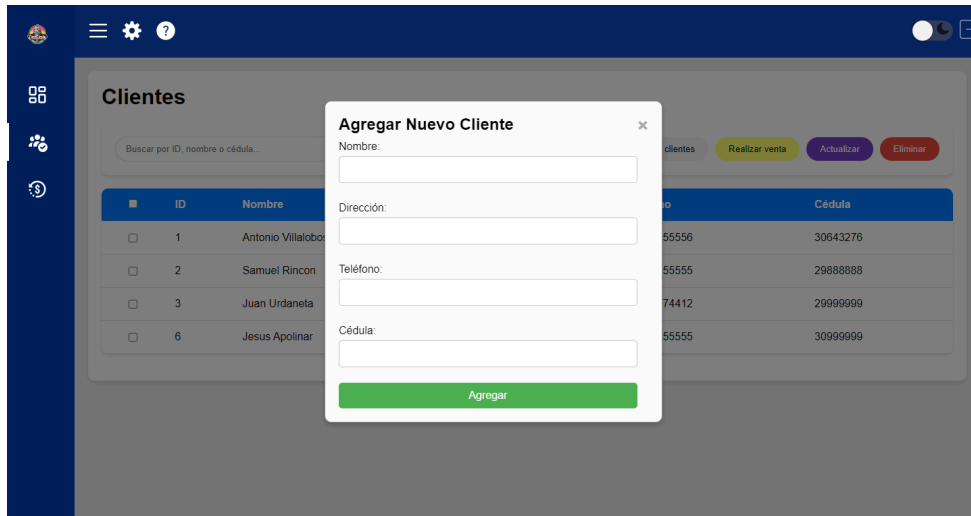 ?
Clientes
Agregar Nuevo Cliente ×
Nombre:
Buscar por ID, nombre o cédula...
clientes Realizar venta Actualizar Eliminar
Dirección:
ID Nombre no Cédula
1 Antonio Villalobos 55556 30643276
2 Samuel Rincon 55555 29888888
Teléfono:
3 Juan Urdaneta 74412 29999999
Cédula:
6 Jesus Apolinar 55555 30999999
Agregar